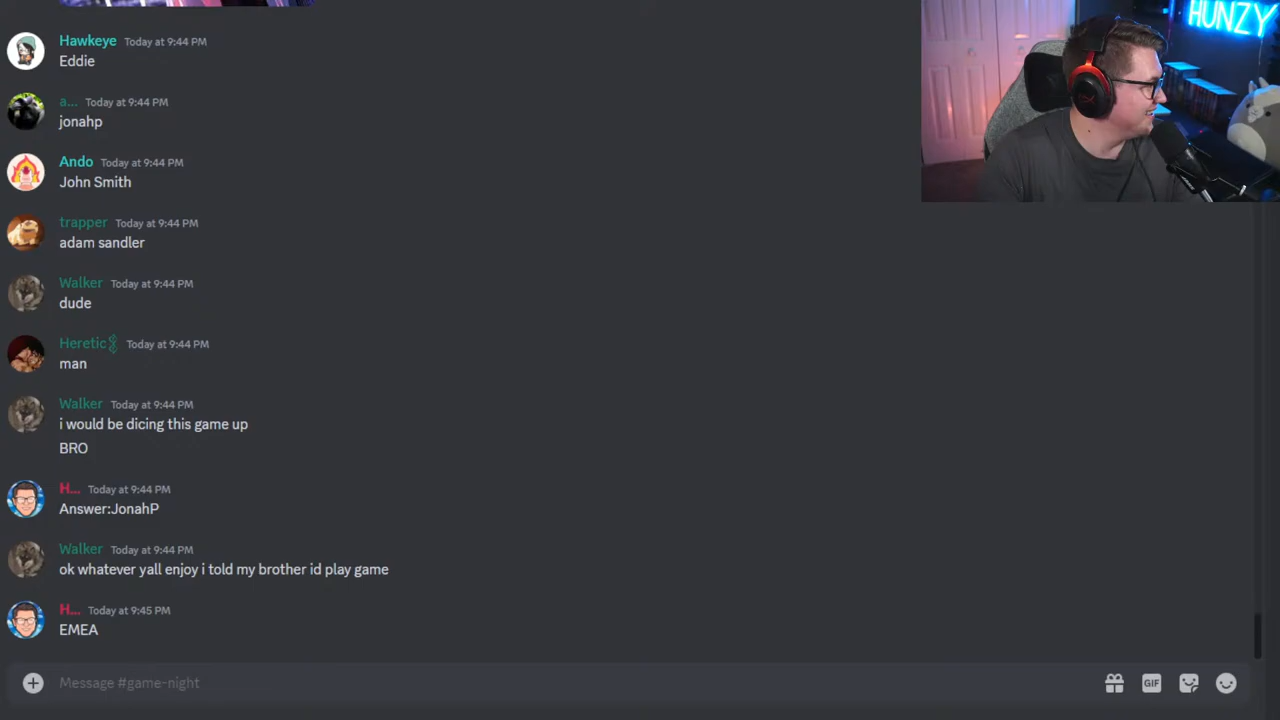 HUNZY
Hawkeye Today at 9:44 PM
Eddie
a... Today at 9:44 PM
jonahp
Ando Today at 9:44 PM
John Smith
trapper Today at 9:44 PM
adam sandler
Walker Today at 9:44 PM
dude
Heretic Today at 9:44 PM
man
Walker Today at 9:44 PM
i would be dicing this game up
BRO
H... Today at 9:44 PM
Answer:JonahP
Walker Today at 9:44 PM
ok whatever yall enjoy i told my brother id play game
H... Today at 9:45 PM
EMEA
Message #game-night
GIF